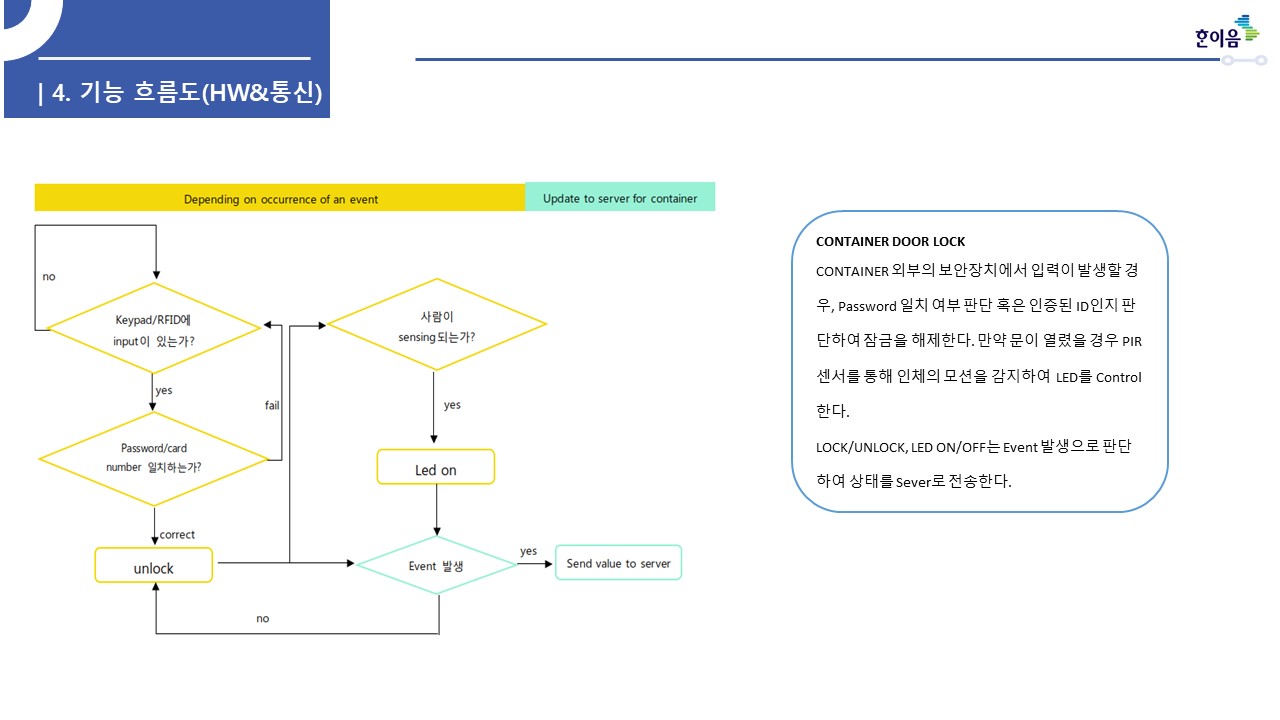 | 4. 기능 흐름도(HW&통신)
한이음
Depending on occurrence of an event
Update to server for container
no
Keypad/RFID에
input이 있는가?
yes
fail
Password/card
number 일치하는가?
correct
unlock
사람이
sensing되는가?
yes
Led on
Event 발생
yes
Send value to server
no
CONTAINER DOOR LOCK
CONTAINER 외부의 보안장치에서 입력이 발생할 경
우, Password 일치 여부 판단 혹은 인증된 ID인지 판
단하여 잠금을 해제한다. 만약 문이 열렸을 경우 PIR
센서를 통해 인체의 모션을 감지하여 LED를 Control
한다.
LOCK/UNLOCK, LED ON/OFF는 Event 발생으로 판단
하여 상태를 Sever로 전송한다.